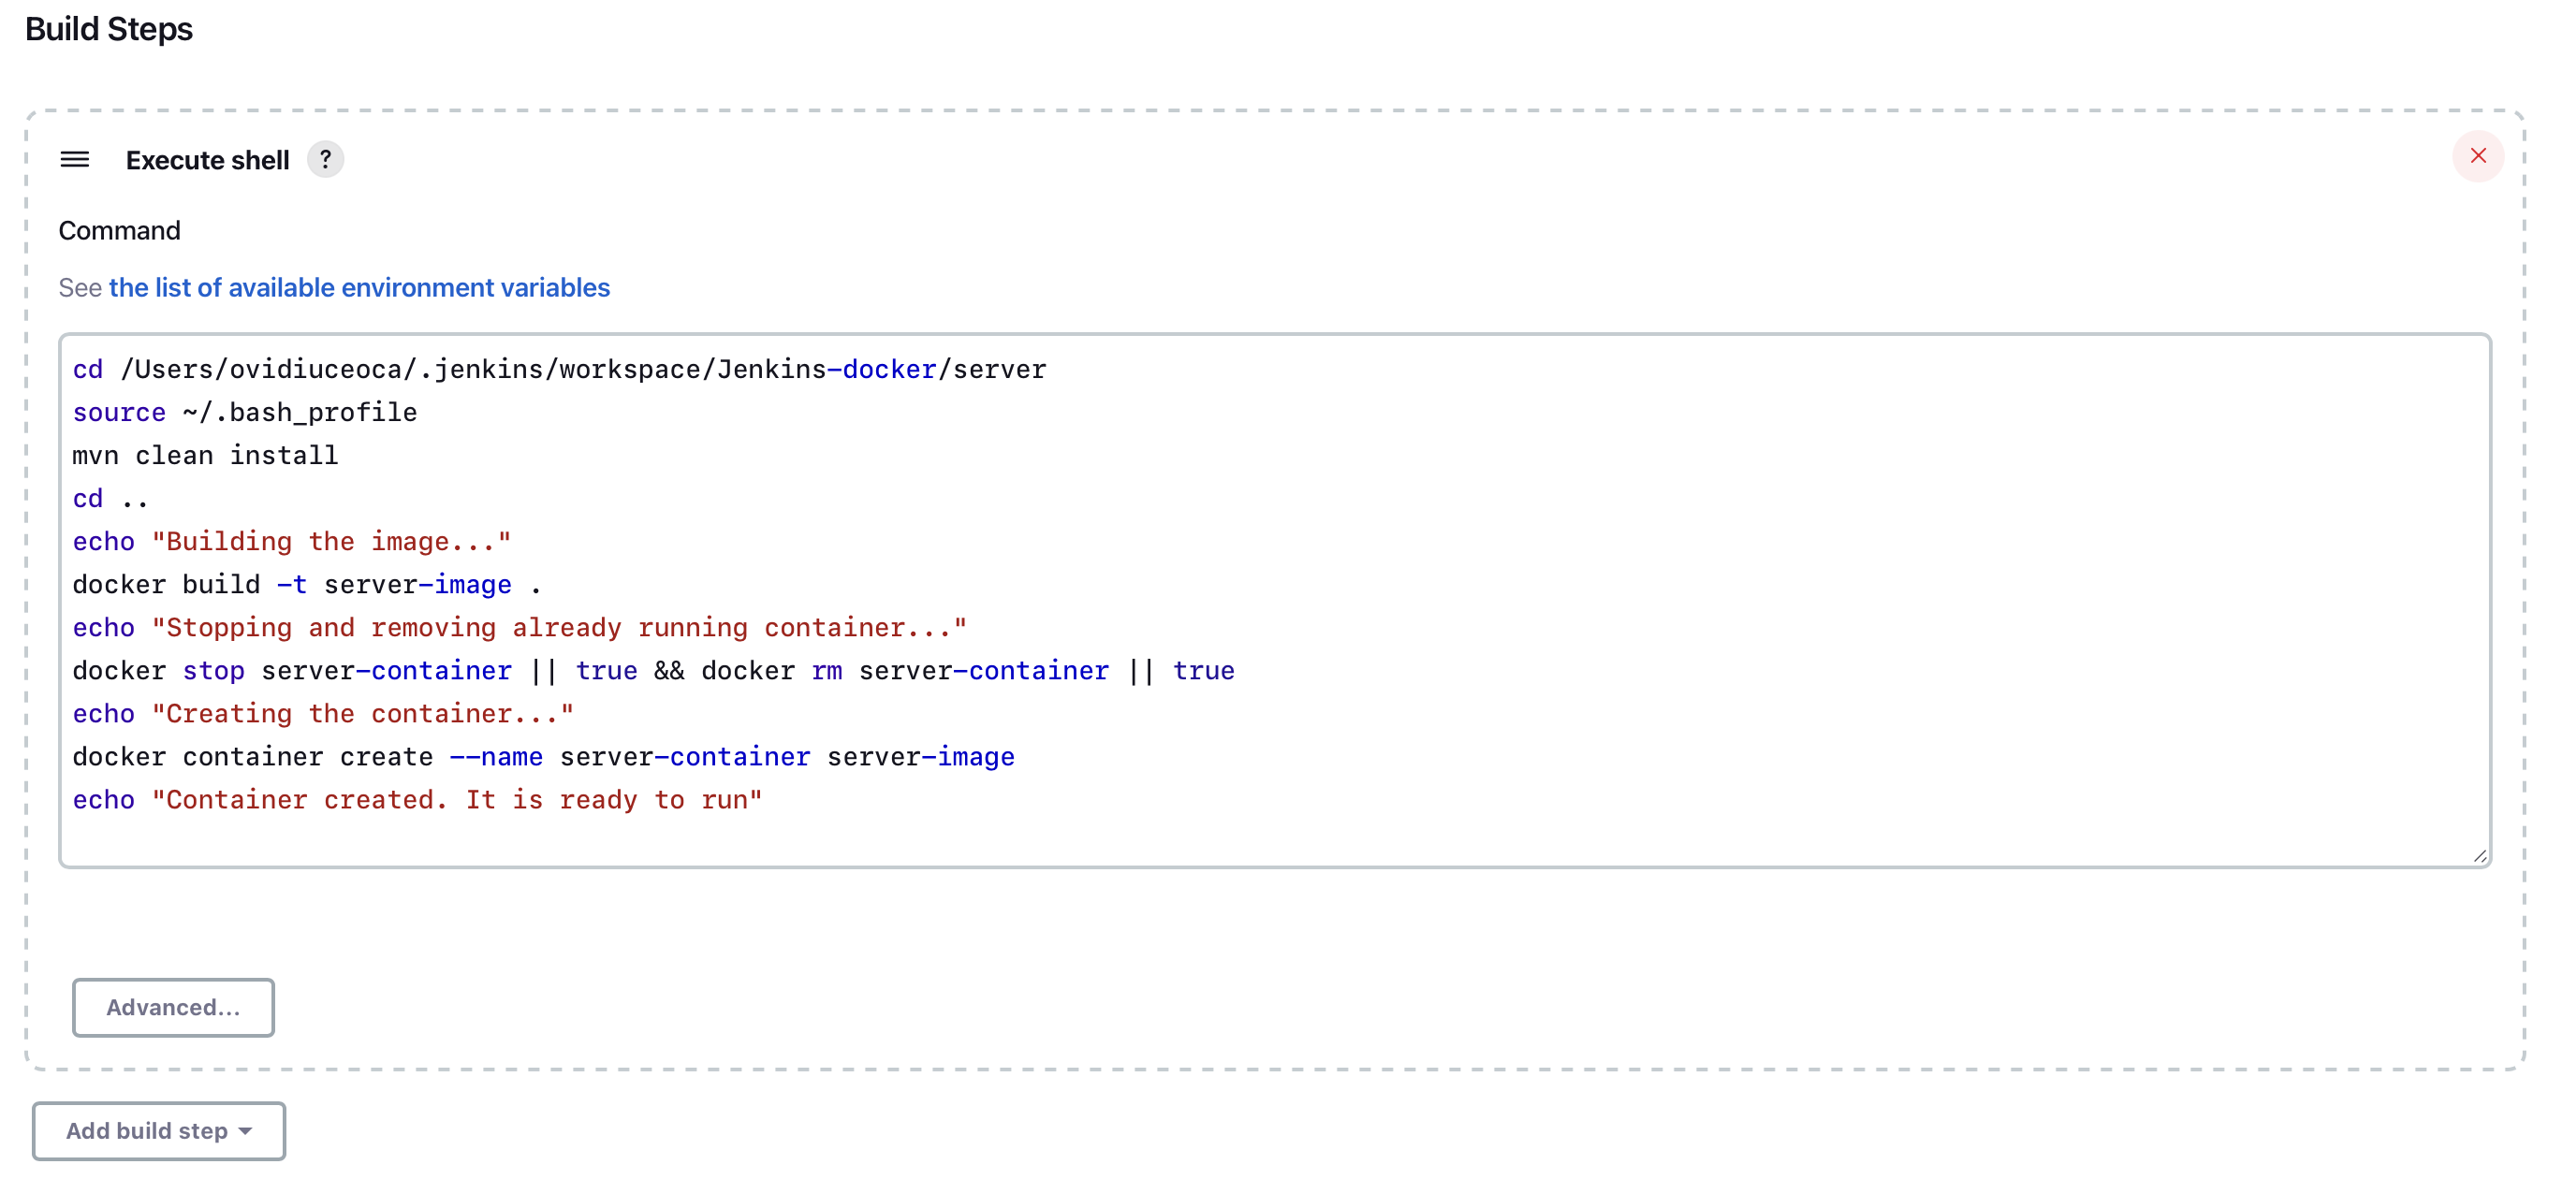 Build Steps
Execute shell ?
Command
See the list of available environment variables
cd /Users/ovidiuceoca/.jenkins/workspace/Jenkins-docker/server
source ~/.bash_profile
mvn clean install
cd ..
echo "Building the image..."
docker build -t server-image .
echo "Stopping and removing already running container..."
docker stop server-container || true && docker rm server-container || true
echo "Creating the container..."
docker container create --name server-container server-image
echo "Container created. It is ready to run"
Advanced...
Add build step